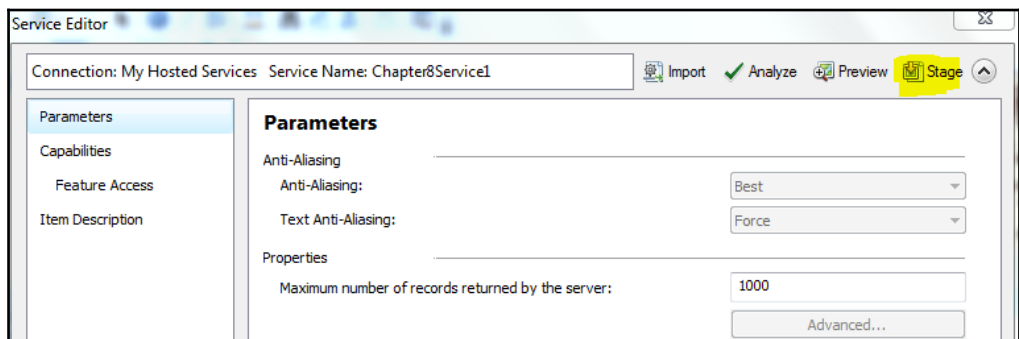 Service Editor
Connection: My Hosted Services   Service Name: Chapter8Service1
Import
Analyze
Preview
Stage
Parameters
Capabilities
Feature Access
Item Description
Parameters
Anti-Aliasing
Anti-Aliasing:
Best
Text Anti-Aliasing:
Force
Properties
Maximum number of records returned by the server:
1000
Advanced...